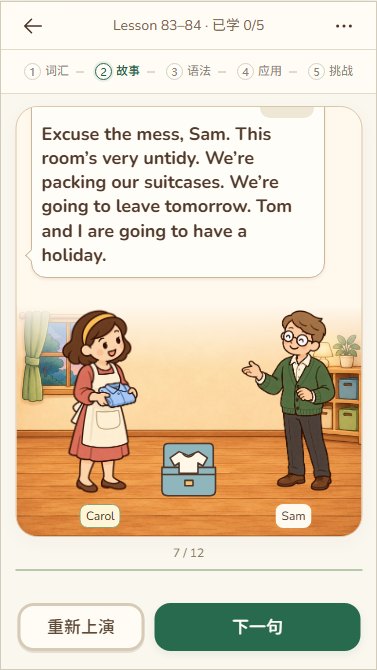 Lesson 83–84 · 已学 0/5
1 词汇 – 2 故事 – 3 语法 – 4 应用 – 5 挑战
Excuse the mess, Sam. This
room’s very untidy. We’re
packing our suitcases. We’re
going to leave tomorrow. Tom
and I are going to have a
holiday.
Carol
Sam
7 / 12
重新上演
下一句